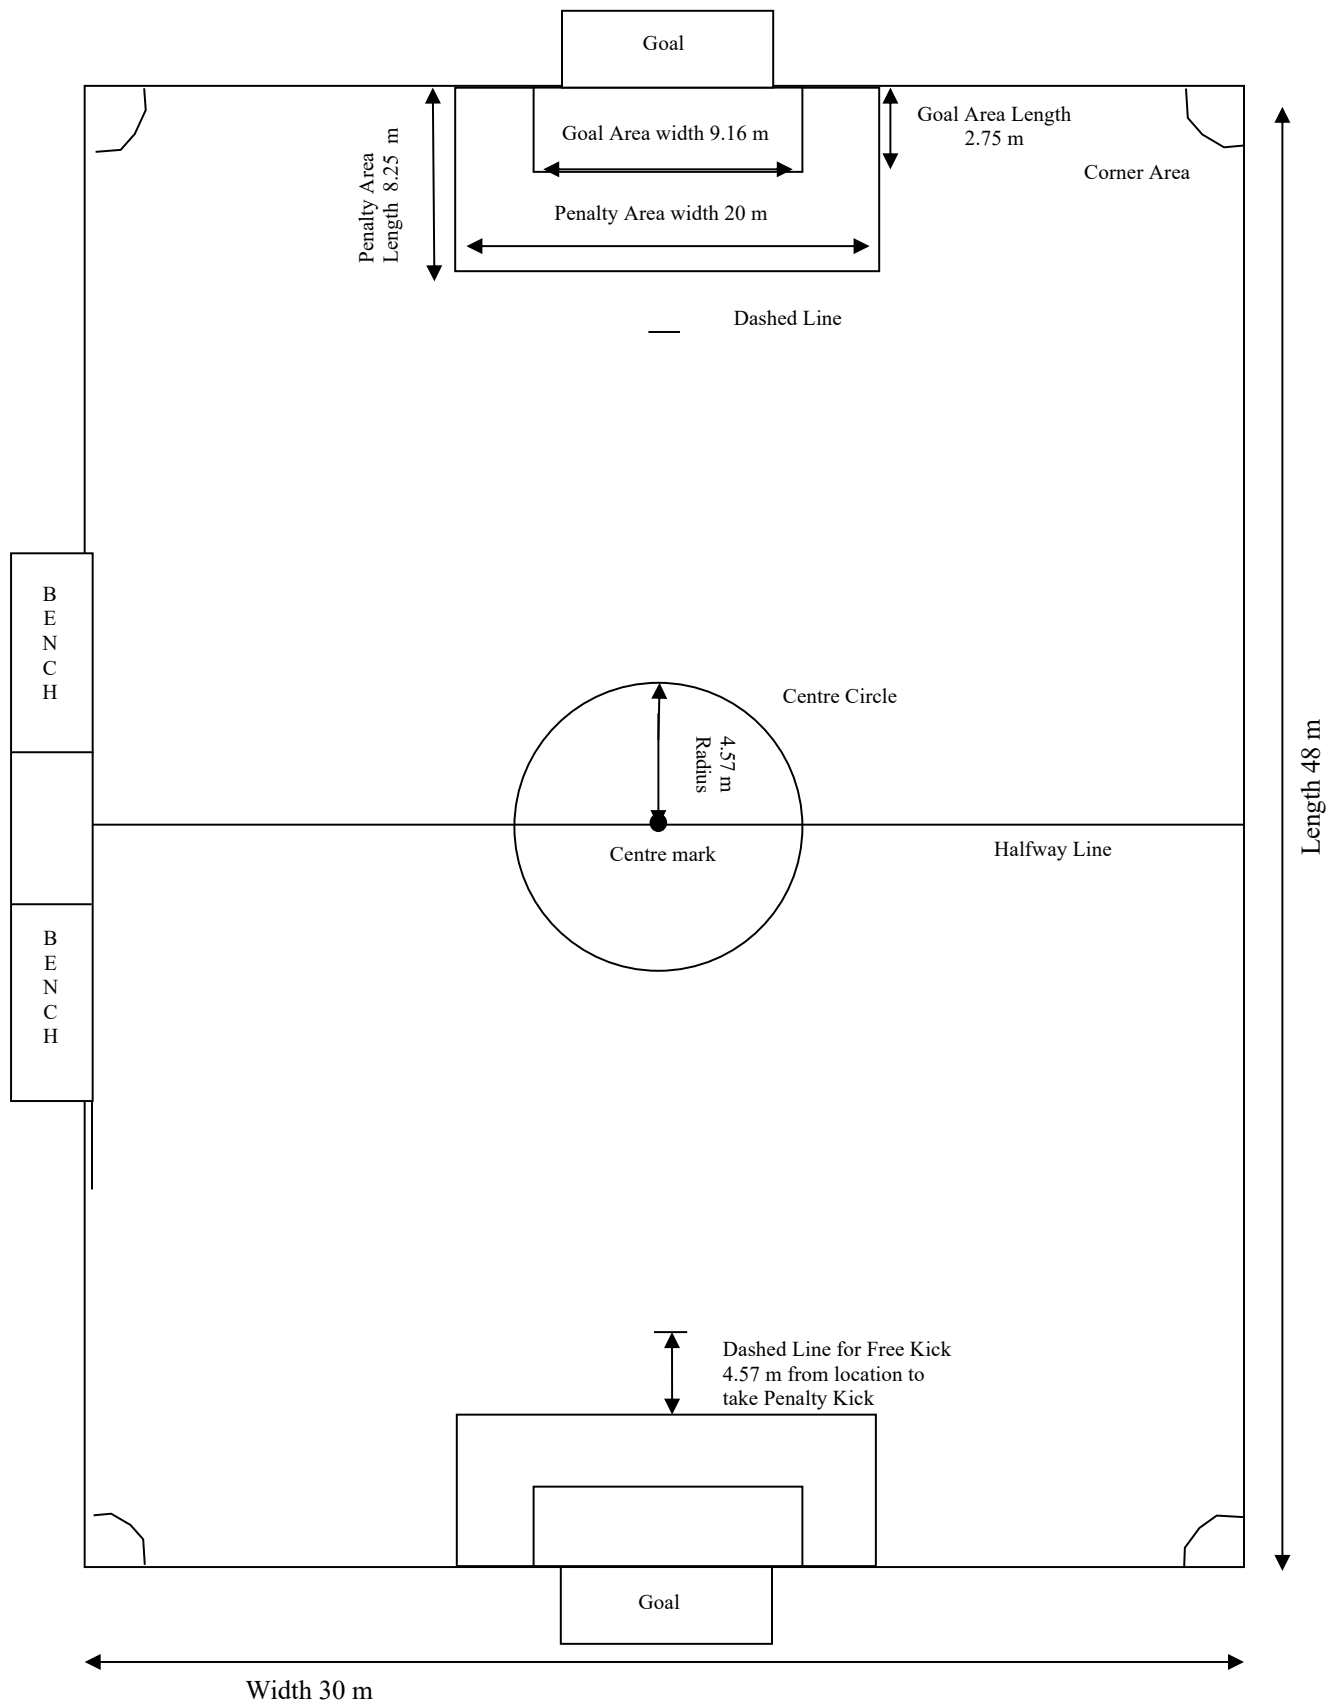 Goal
Goal Area width 9.16 m
Goal Area Length
2.75 m
Penalty Area
Length 8.25 m
Corner Area
Penalty Area width 20 m
Dashed Line
B
E
N
C
H
Centre Circle
4.57 m
Radius
Length 48 m
Centre mark
Halfway Line
B
E
N
C
H
Dashed Line for Free Kick
4.57 m from location to
take Penalty Kick
Goal
Width 30 m